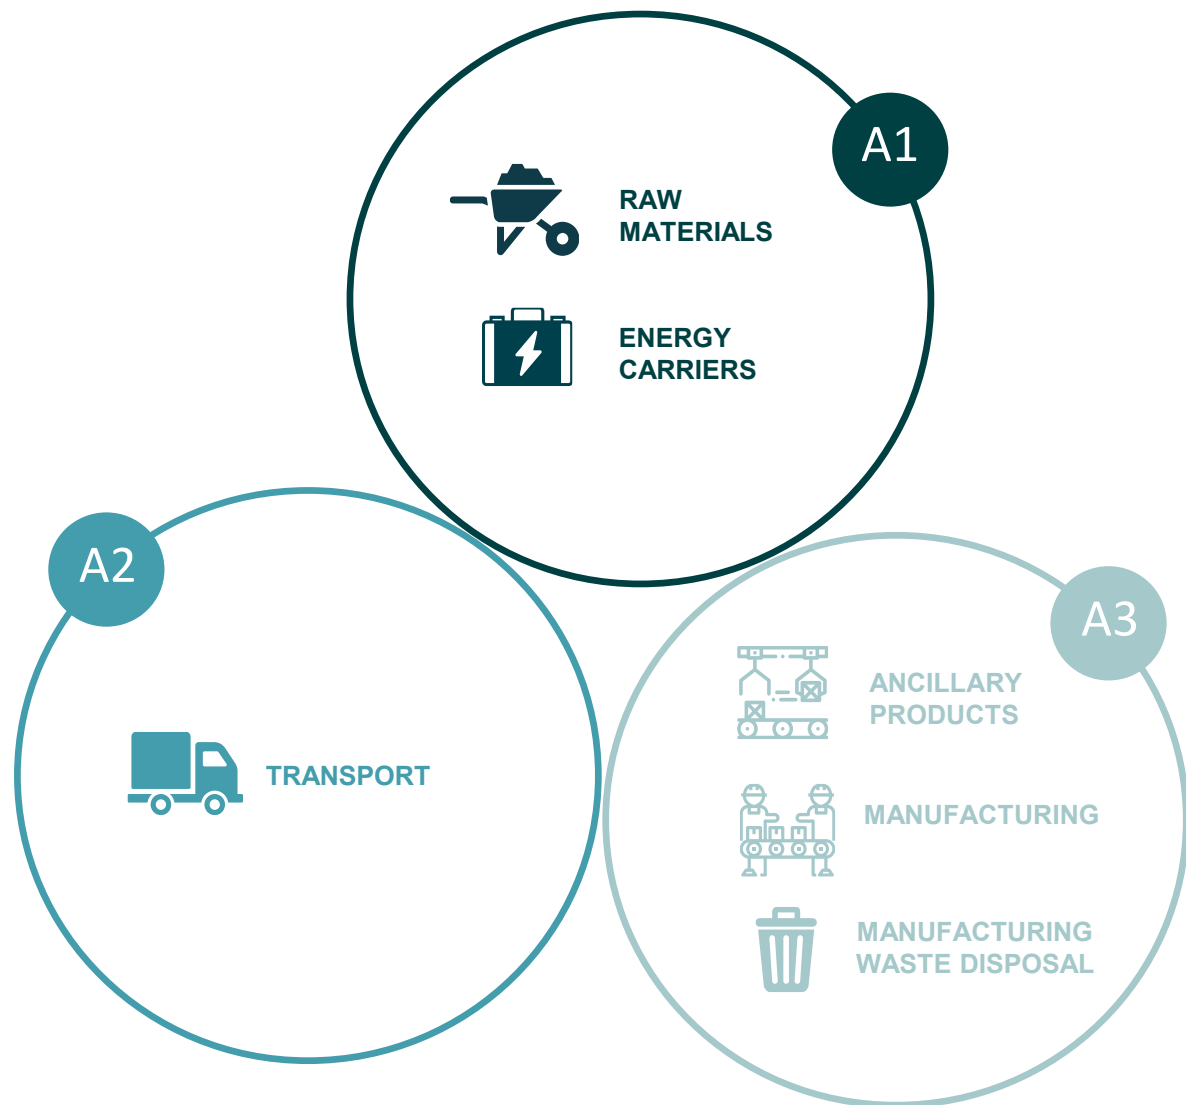 A1
RAW
MATERIALS
ENERGY
CARRIERS
A2
TRANSPORT
A3
ANCILLARY
PRODUCTS
MANUFACTURING
MANUFACTURING
WASTE DISPOSAL